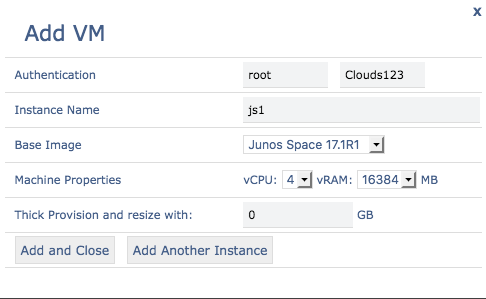 x
Add VM
Authentication root Clouds123
Instance Name js1
Base Image Junos Space 17.1R1
Machine Properties vCPU: 4 vRAM: 16384 MB
Thick Provision and resize with: 0 GB
Add and Close Add Another Instance